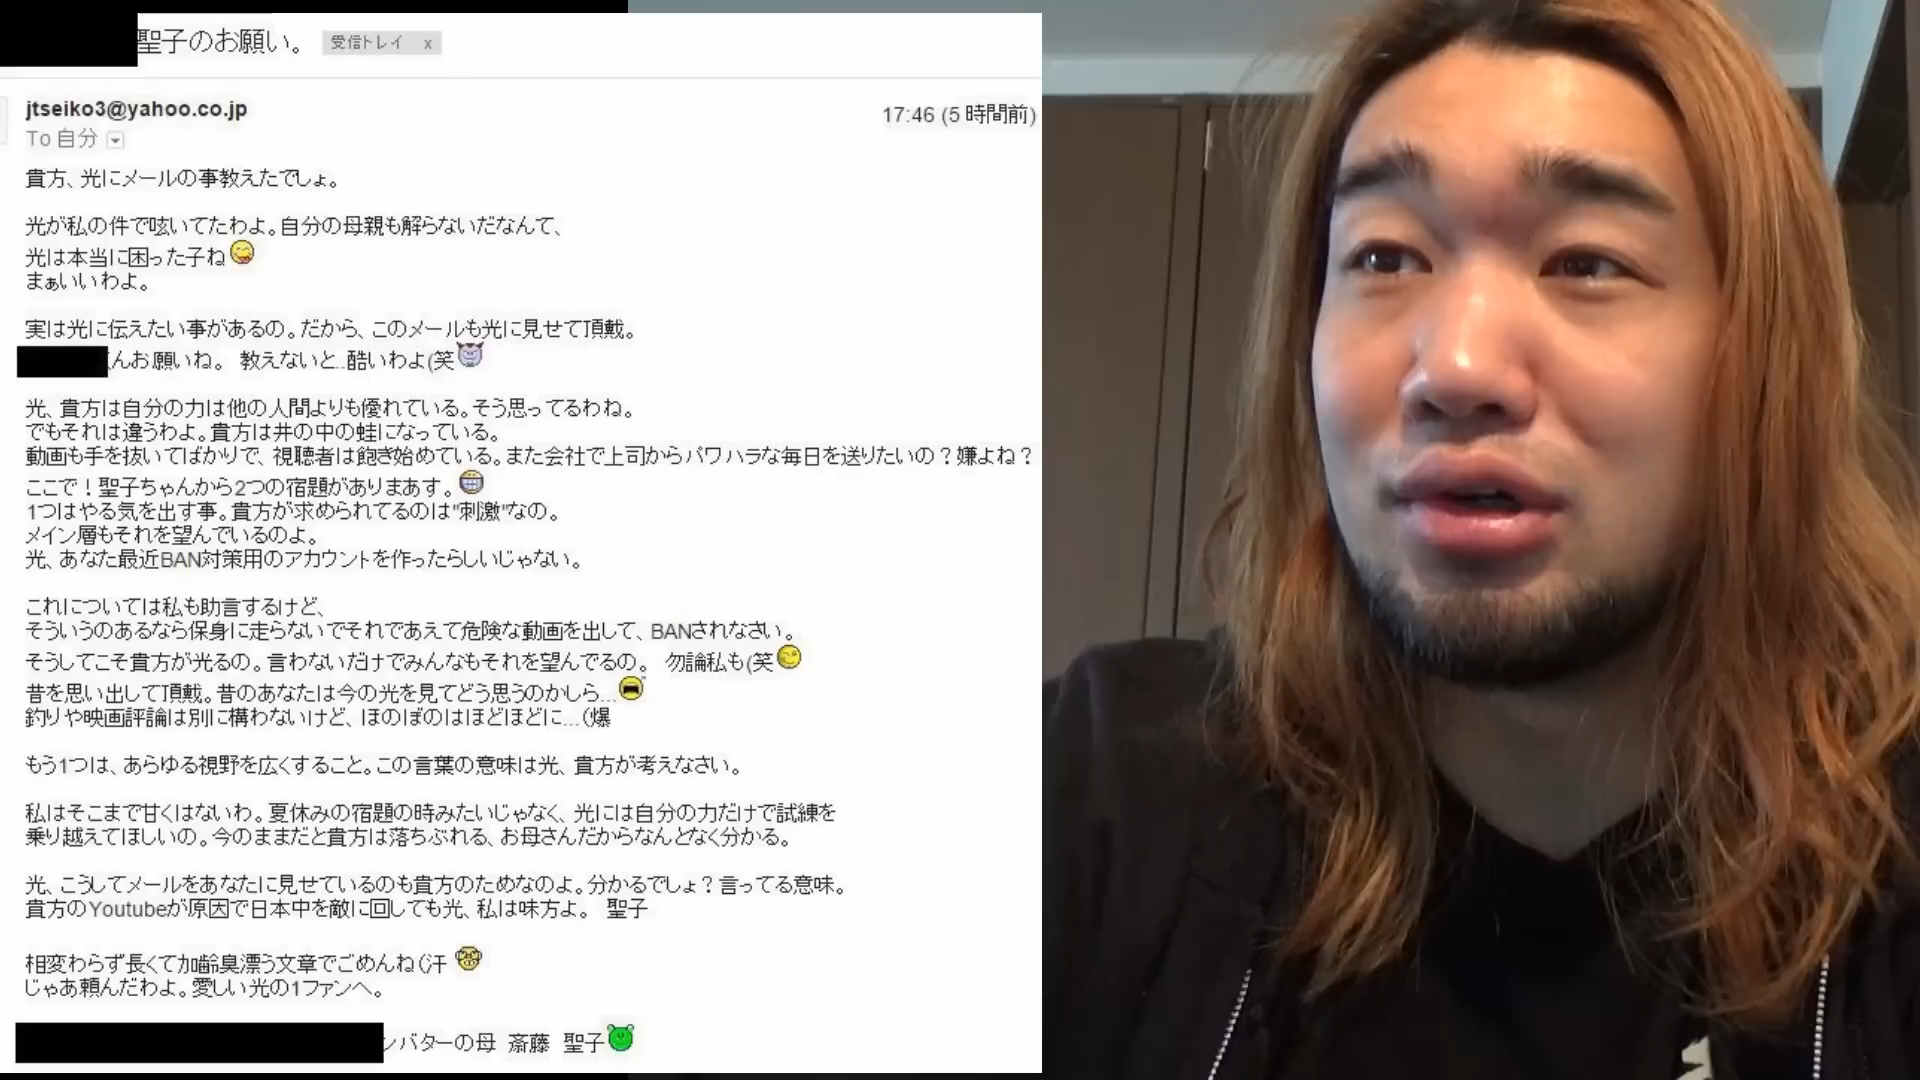 聖子のお願い。 受信トレイ x
jtseiko3@yahoo.co.jp
17:46 (5 時間前)
To 自分
貴方、光にメールの事教えたでしょ。
光が私の件で呟いてたわよ。自分の母親も解らないだなんて、
光は本当に困った子ね
まぁいいわよ。
実は光に伝えたい事があるの。だから、このメールも光に見せて頂戴。
んお願いね。 教えないと..酷いわよ(笑
光、貴方は自分の力は他の人間よりも優れている。そう思ってるわね。
でもそれは違うわよ。貴方は井の中の蛙になっている。
動画も手を抜いてばかりで、視聴者は飽き始めている。また会社で上司からパワハラな毎日を送りたいの？嫌よね？
ここで！聖子ちゃんから2つの宿題がありまあす。
1つはやる気を出す事。貴方が求められてるのは"刺激"なの。
メイン層もそれを望んでいるのよ。
光、あなた最近BAN対策用のアカウントを作ったらしいじゃない。
これについては私も助言するけど、
そういうのあるなら保身に走らないでそれであえて危険な動画を出して、BANされなさい。
そうしてこそ貴方が光るの。言わないだけでみんなもそれを望んでるの。 勿論私も(笑
昔を思い出して頂戴。昔のあなたは今の光を見てどう思うのかしら...
釣りや映画評論は別に構わないけど、ほのぼのはほどほどに...(爆
もう1つは、あらゆる視野を広くすること。この言葉の意味は光、貴方が考えなさい。
私はそこまで甘くはないわ。夏休みの宿題の時みたいじゃなく、光には自分の力だけで試練を
乗り越えてほしいの。今のままだと貴方は落ちぶれる、お母さんだからなんとなく分かる。
光、こうしてメールをあなたに見せているのも貴方のためなのよ。分かるでしょ？言ってる意味。
貴方のYoutubeが原因で日本中を敵に回しても光、私は味方よ。 聖子
相変わらず長くて加齢臭漂う文章でごめんね(汗
じゃあ頼んだわよ。愛しい光の1ファンへ。
ンバターの母 斎藤 聖子